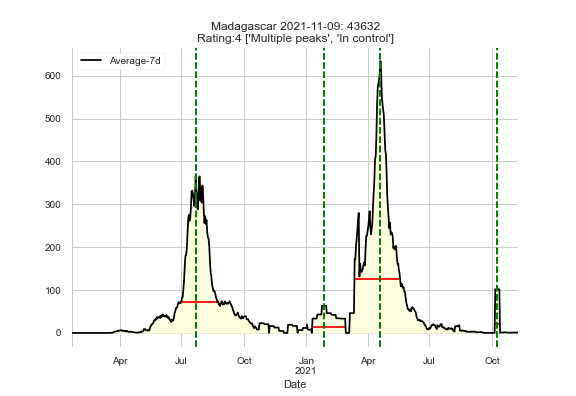 Madagascar 2021-11-09: 43632
Rating:4 ['Multiple peaks', 'In control']
Average-7d
600
500
400
300
200
100
0
Apr Jul Oct Jan Apr Jul Oct
2021
Date